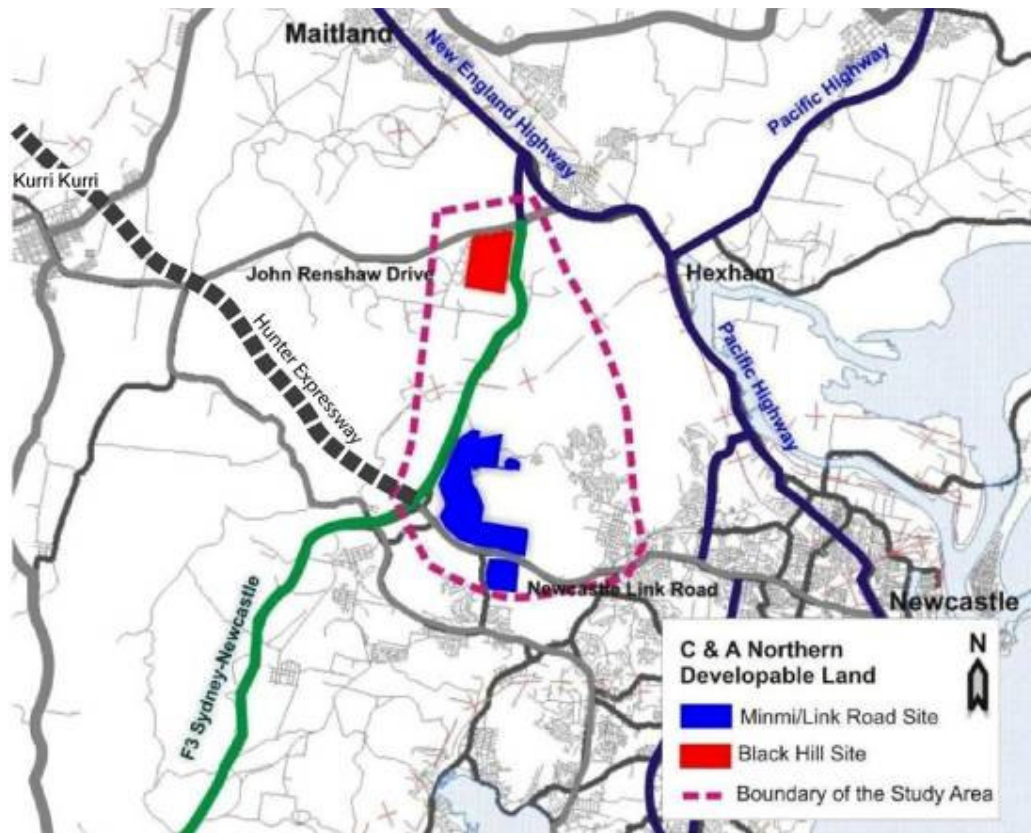 Maitland
New England Highway
Pacific Highway
Kurri Kurri
John Renshaw Drive
Hexham
Hunter Expressway
Pacific Highway
F3 Sydney-Newcastle
Newcastle Link Road
Newcastle
C & A Northern
Developable Land
N
Minmi/Link Road Site
Black Hill Site
Boundary of the Study Area